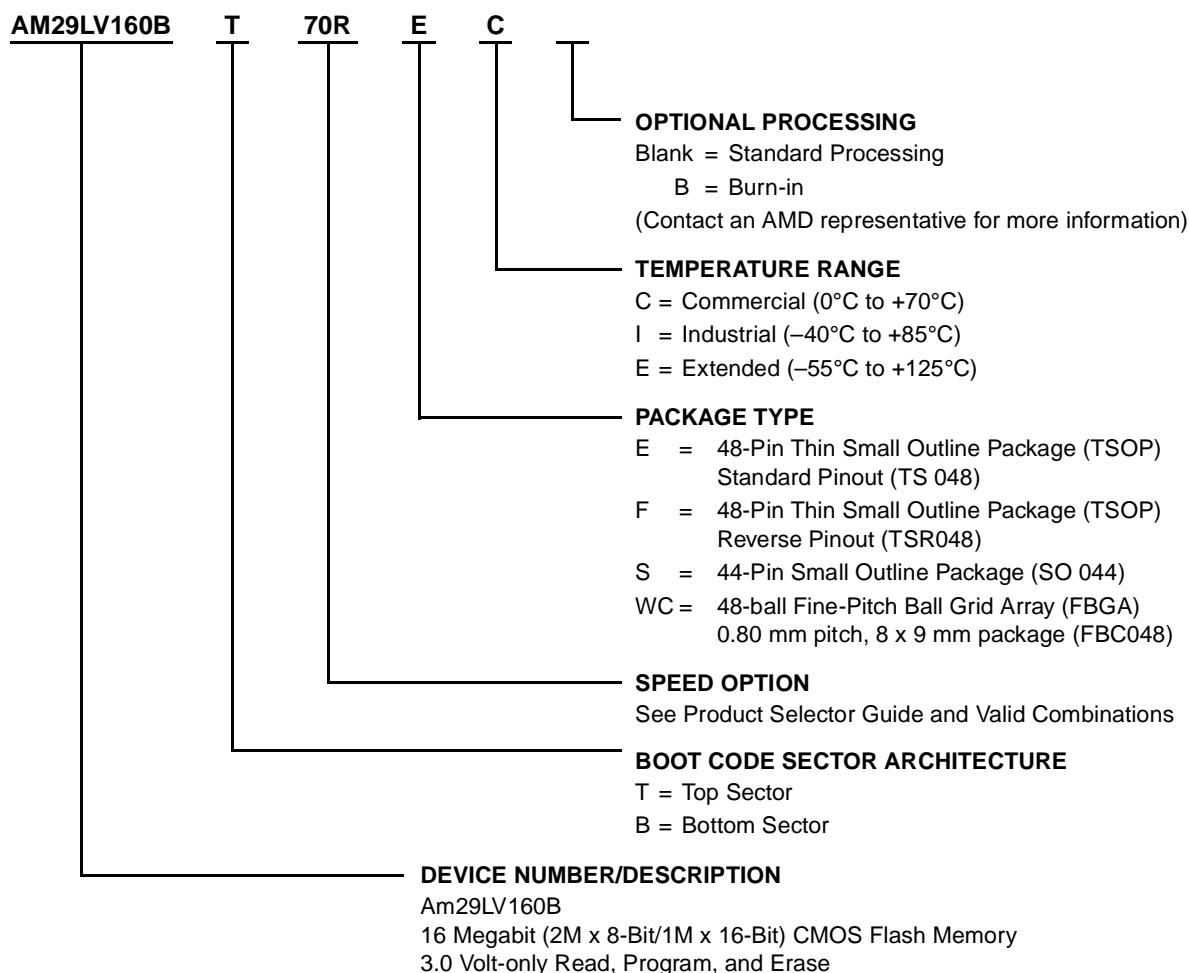 AM29LV160B T 70R E C
OPTIONAL PROCESSING
Blank = Standard Processing
B = Burn-in
(Contact an AMD representative for more information)
TEMPERATURE RANGE
C = Commercial (0°C to +70°C)
I = Industrial (–40°C to +85°C)
E = Extended (–55°C to +125°C)
PACKAGE TYPE
E = 48-Pin Thin Small Outline Package (TSOP)
Standard Pinout (TS 048)
F = 48-Pin Thin Small Outline Package (TSOP)
Reverse Pinout (TSR048)
S = 44-Pin Small Outline Package (SO 044)
WC = 48-ball Fine-Pitch Ball Grid Array (FBGA)
0.80 mm pitch, 8 x 9 mm package (FBC048)
SPEED OPTION
See Product Selector Guide and Valid Combinations
BOOT CODE SECTOR ARCHITECTURE
T = Top Sector
B = Bottom Sector
DEVICE NUMBER/DESCRIPTION
Am29LV160B
16 Megabit (2M x 8-Bit/1M x 16-Bit) CMOS Flash Memory
3.0 Volt-only Read, Program, and Erase